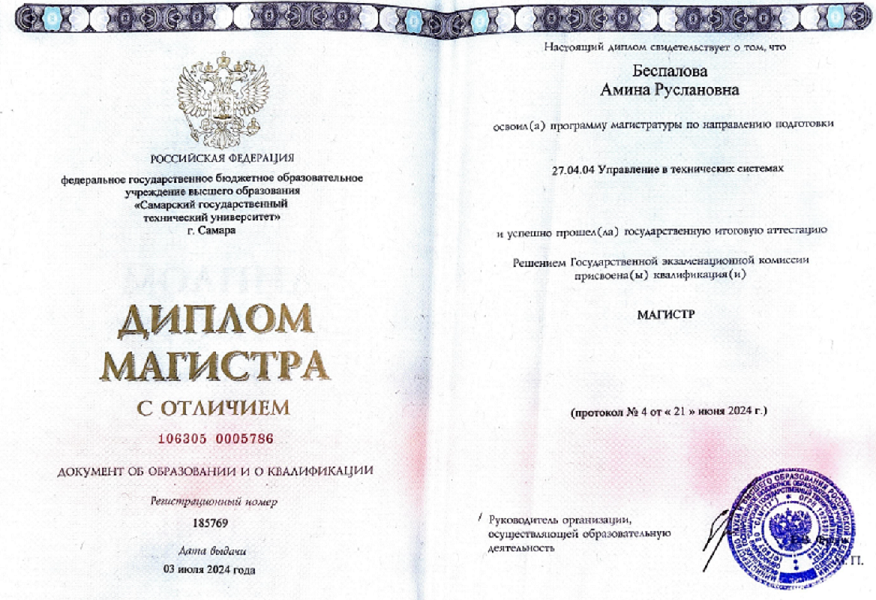 РОССИЙСКАЯ ФЕДЕРАЦИЯ
федеральное государственное бюджетное образовательное
учреждение высшего образования
«Самарский государственный
технический университет»
г. Самара
ДИПЛОМ
МАГИСТРА
С ОТЛИЧИЕМ
106305 0005786
ДОКУМЕНТ ОБ ОБРАЗОВАНИИ И О КВАЛИФИКАЦИИ
Регистрационный номер
185769
Дата выдачи
03 июля 2024 года
Настоящий диплом свидетельствует о том, что
Беспалова
Амина Руслановна
освоил(а) программу магистратуры по направлению подготовки
27.04.04 Управление в технических системах
и успешно прошел(ла) государственную итоговую аттестацию
Решением Государственной экзаменационной комиссии
присвоена(ы) квалификация(и)
МАГИСТР
(протокол № 4 от « 21 » июня 2024 г.)
Руководитель организации,
осуществляющей образовательную
деятельность
М. П.